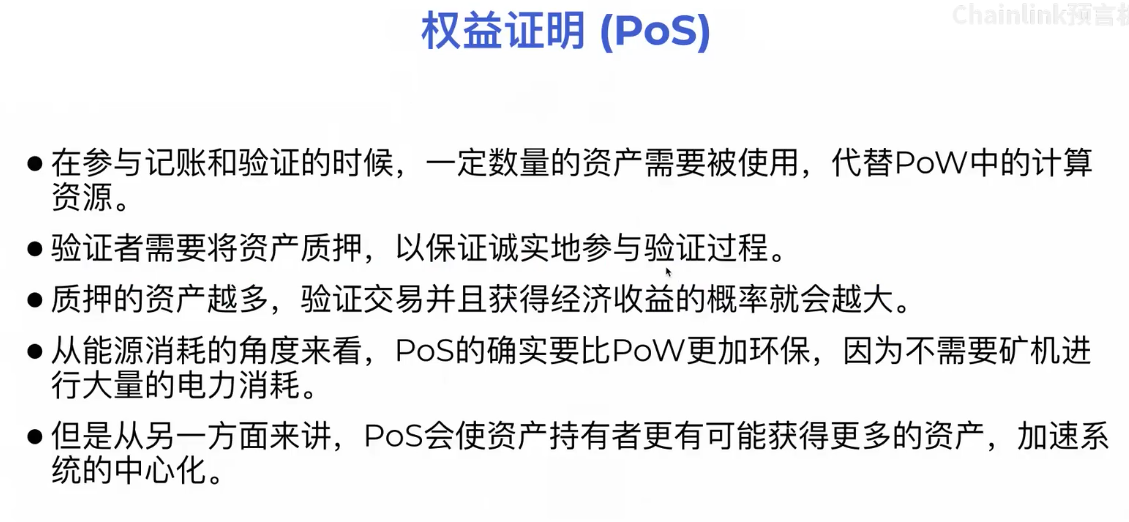 Chainlink预言机
权益证明 (PoS)
●在参与记账和验证的时候，一定数量的资产需要被使用，代替PoW中的计算
资源。
●验证者需要将资产质押，以保证诚实地参与验证过程。
●质押的资产越多，验证交易并且获得经济收益的概率就会越大。
●从能源消耗的角度来看，PoS的确实要比PoW更加环保，因为不需要矿机进
行大量的电力消耗。
●但是从另一方面来讲，PoS会使资产持有者更有可能获得更多的资产，加速系
统的中心化。